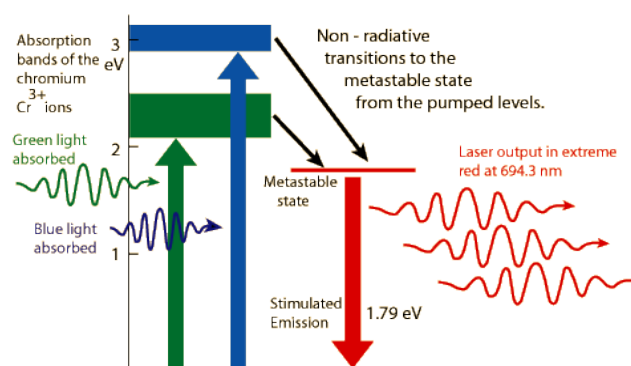 Absorption
bands of the
chromium
Cr3+ ions
3
eV
2
1
Green light
absorbed
Blue light
absorbed
Non - radiative
transitions to the
metastable state
from the pumped levels.
Metastable
state
Stimulated
Emission
1.79 eV
Laser output in extreme
red at 694.3 nm